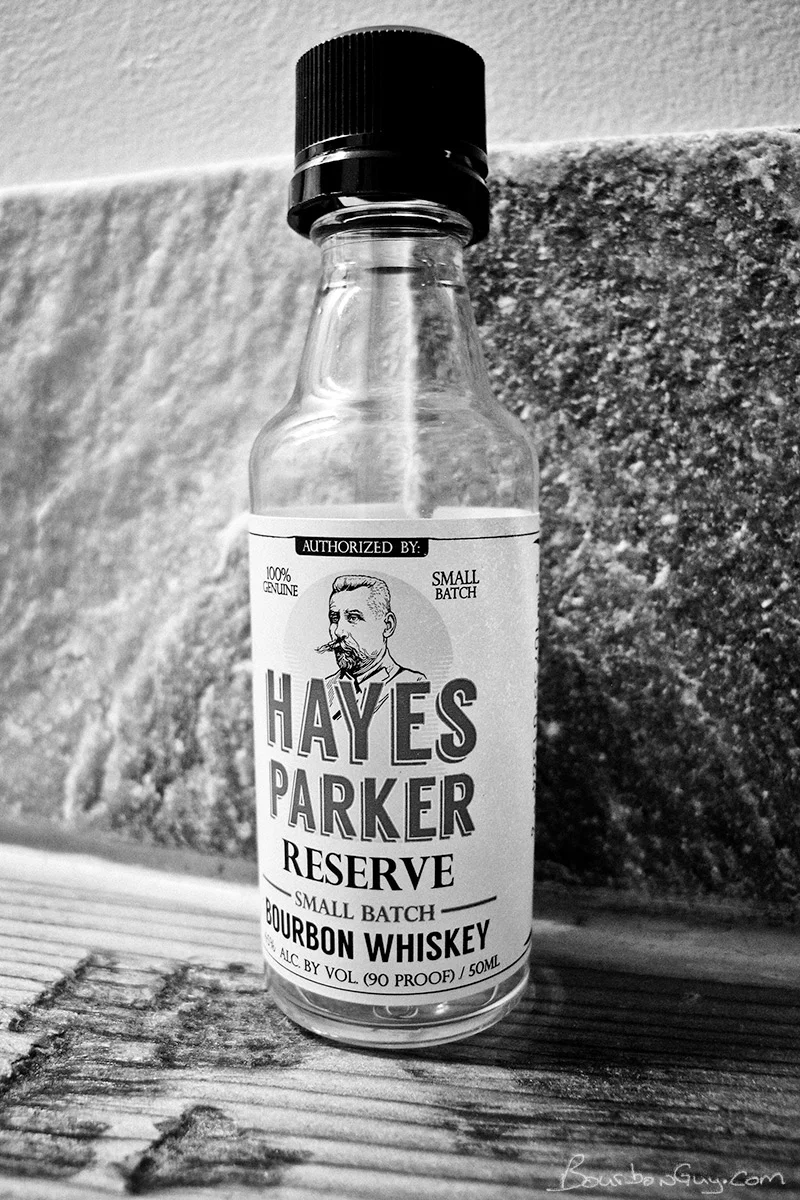 AUTHORIZED BY:
100%
GENUINE
SMALL
BATCH
HAYES
PARKER
RESERVE
SMALL BATCH
BOURBON WHISKEY
ALC. BY VOL. (90 PROOF) / 50ML
BourbonGuy.com